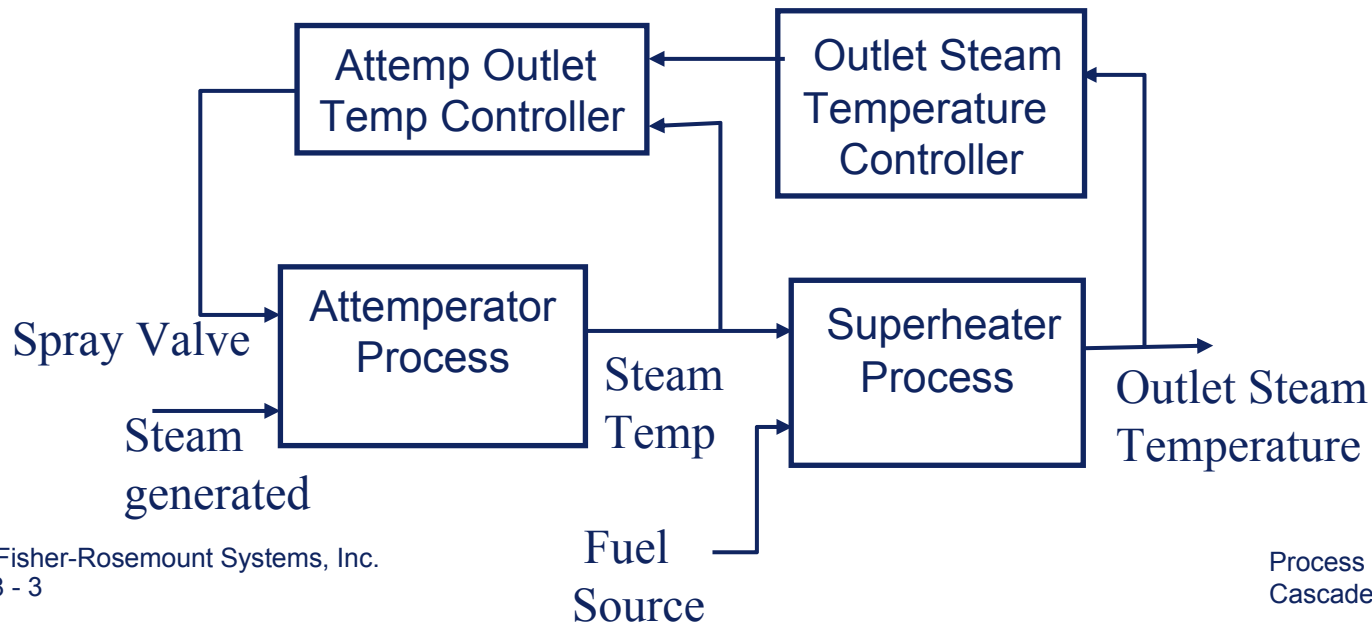 Attemp Outlet
Temp Controller
Outlet Steam
Temperature
Controller
Spray Valve
Attemperator
Process
Steam
generated
Steam
Temp
Superheater
Process
Outlet Steam
Temperature
Fuel
Source
Fisher-Rosemount Systems, Inc.
3 - 3
Process
Cascade